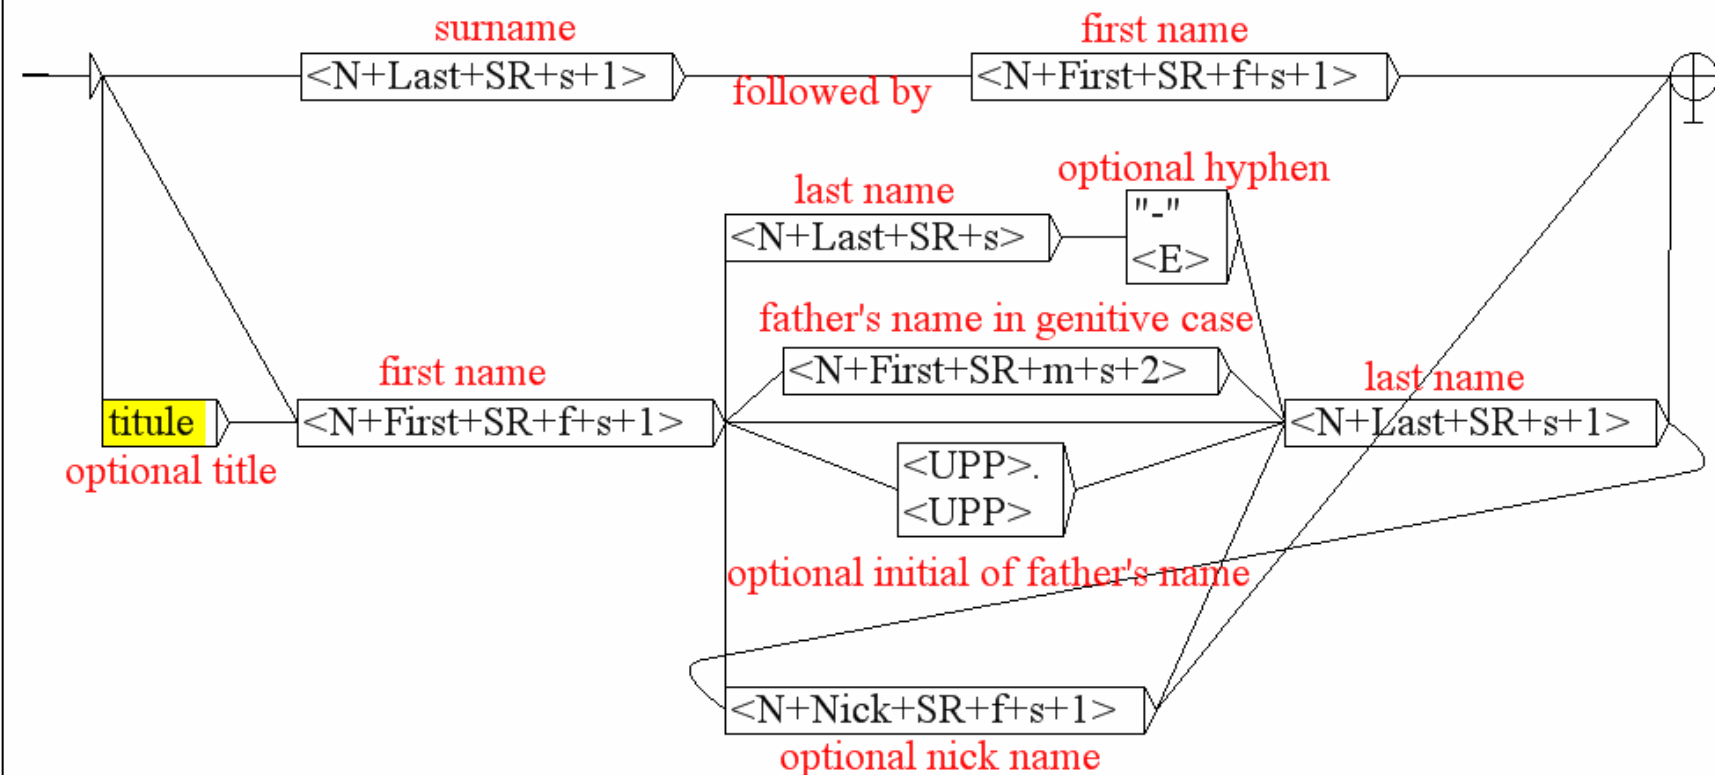 surname
first name
<N+Last+SR+s+1>
followed by
<N+First+SR+f+s+1>
optional hyphen
last name
"-"
<N+Last+SR+s>
<E>
father's name in genitive case
<N+First+SR+m+s+2>
first name
last name
titule
<N+First+SR+f+s+1>
<N+Last+SR+s+1>
optional title
<UPP>.
<UPP>
optional initial of father's name
<N+Nick+SR+f+s+1>
optional nick name